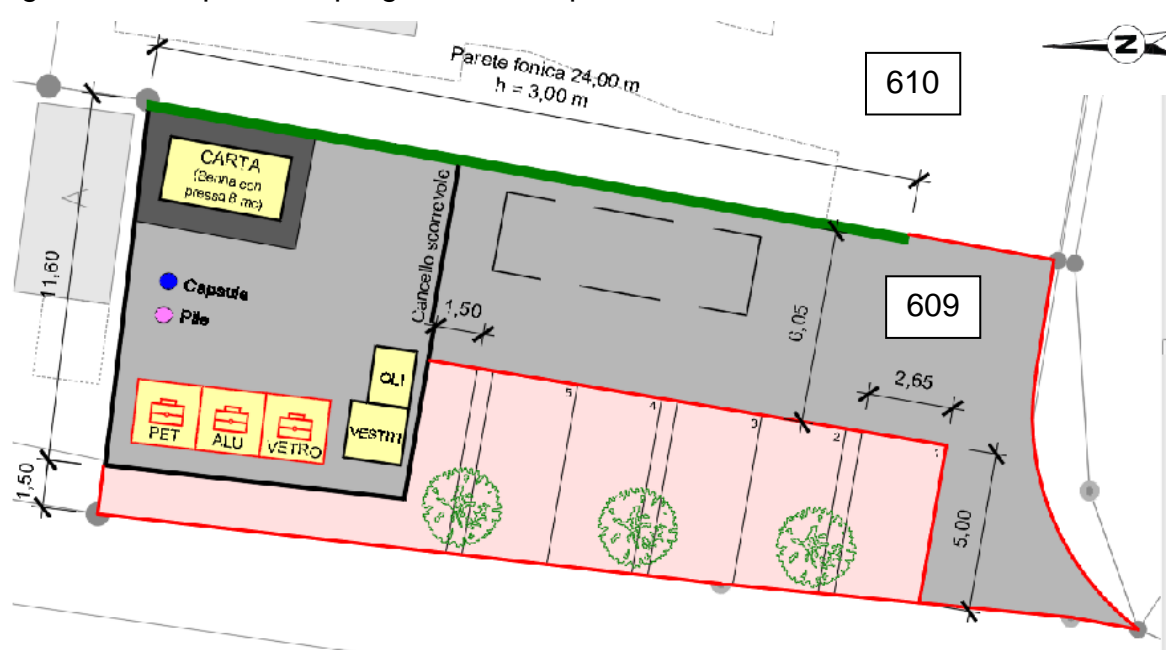 Parete fonica 24,00 m
h = 3,00 m
610
N
CARTA
(Benna con
pressa 8 mc)
A
Cancello scorrevole
11,60
Capsule
Pile
1,50
6,05
609
2,65
OLI
VESTITI
PET
ALU
VETRO
5
4
3
2
1
1,50
5,00